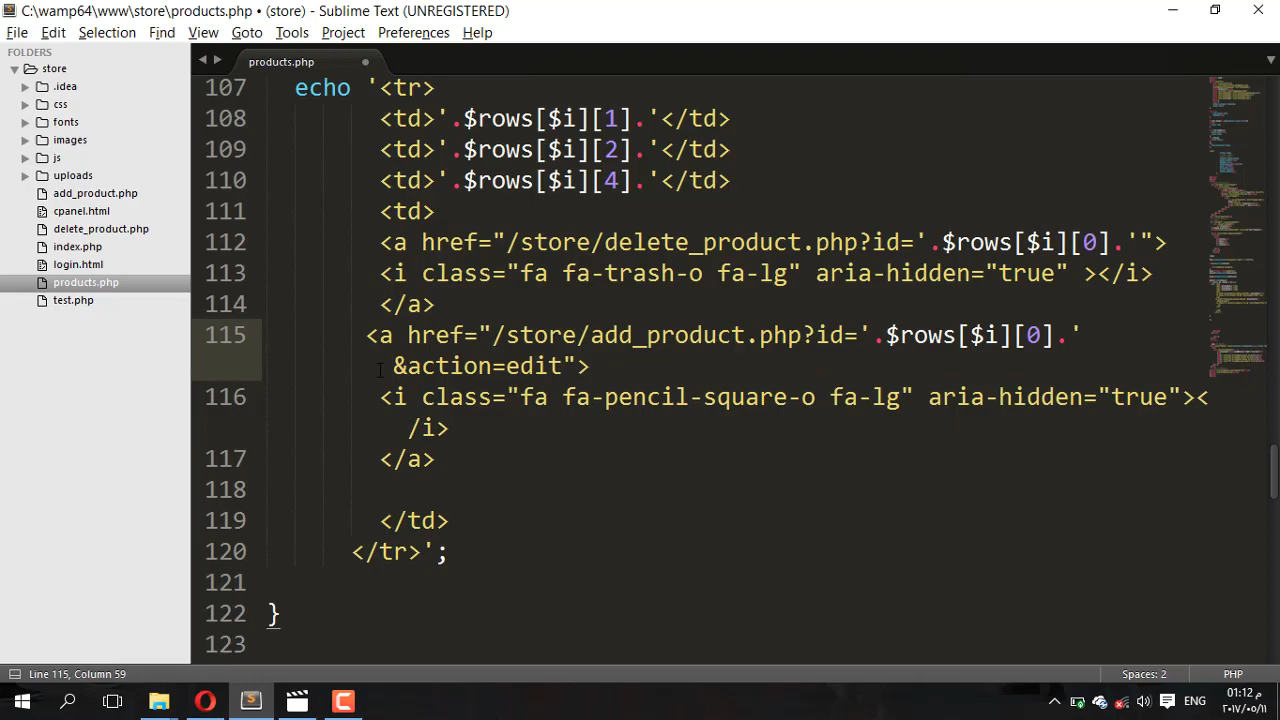 C:\wamp64\www\store\products.php • (store) - Sublime Text (UNREGISTERED)
File Edit Selection Find View Goto Tools Project Preferences Help
FOLDERS
store
.idea
css
fonts
images
js
uploads
add_product.php
cpanel.html
delete_product.php
index.php
login.html
products.php
test.php
products.php
107 echo '<tr>
108 <td>'.$rows[$i][1].'</td>
109 <td>'.$rows[$i][2].'</td>
110 <td>'.$rows[$i][4].'</td>
111 <td>
112 <a href="/store/delete_product.php?id='.$rows[$i][0].'">
113 <i class="fa fa-trash-o fa-lg" aria-hidden="true" ></i>
114 </a>
115 <a href="/store/add_product.php?id='.$rows[$i][0].'
&action=edit">
116 <i class="fa fa-pencil-square-o fa-lg" aria-hidden="true"><
/i>
117 </a>
118
119 </td>
120 </tr>';
121
122 }
123
Line 115, Column 59
Spaces: 2
PHP
ENG
م 01:12
٢٠١٧/٠٥/١١